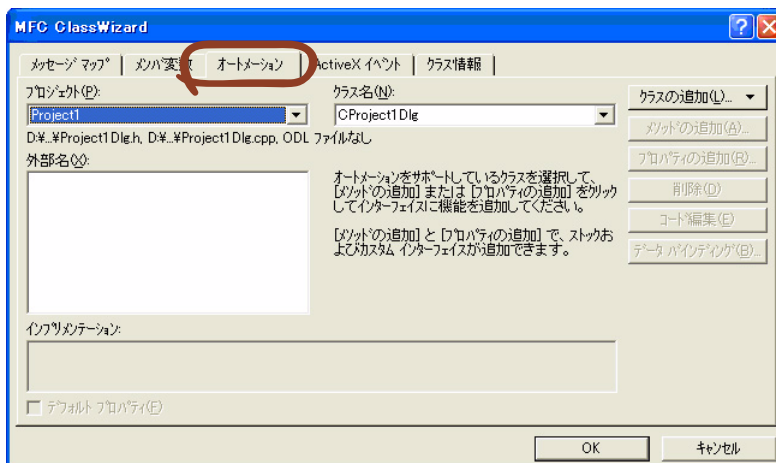 MFC ClassWizard
メッセージ マップ メンバ変数 オートメーション ActiveX イベント クラス情報
プロジェクト(P):
Project1
クラス名(N):
CProject1Dlg
クラスの追加(L)...
D:¥...¥Project1Dlg.h, D:¥...¥Project1Dlg.cpp, ODL ファイルなし
メソッドの追加(A)...
外部名(X):
プロパティの追加(R)...
オートメーションをサポートしているクラスを選択して、
[メソッドの追加] または [プロパティの追加] をクリック
してインターフェイスに機能を追加してください。
削除(D)
コード編集(E)
[メソッドの追加] と [プロパティの追加] で、ストックお
よびカスタム インターフェイスが追加できます。
データ バインディング(B)...
インプリメンテーション:
デフォルト プロパティ(F)
OK キャンセル